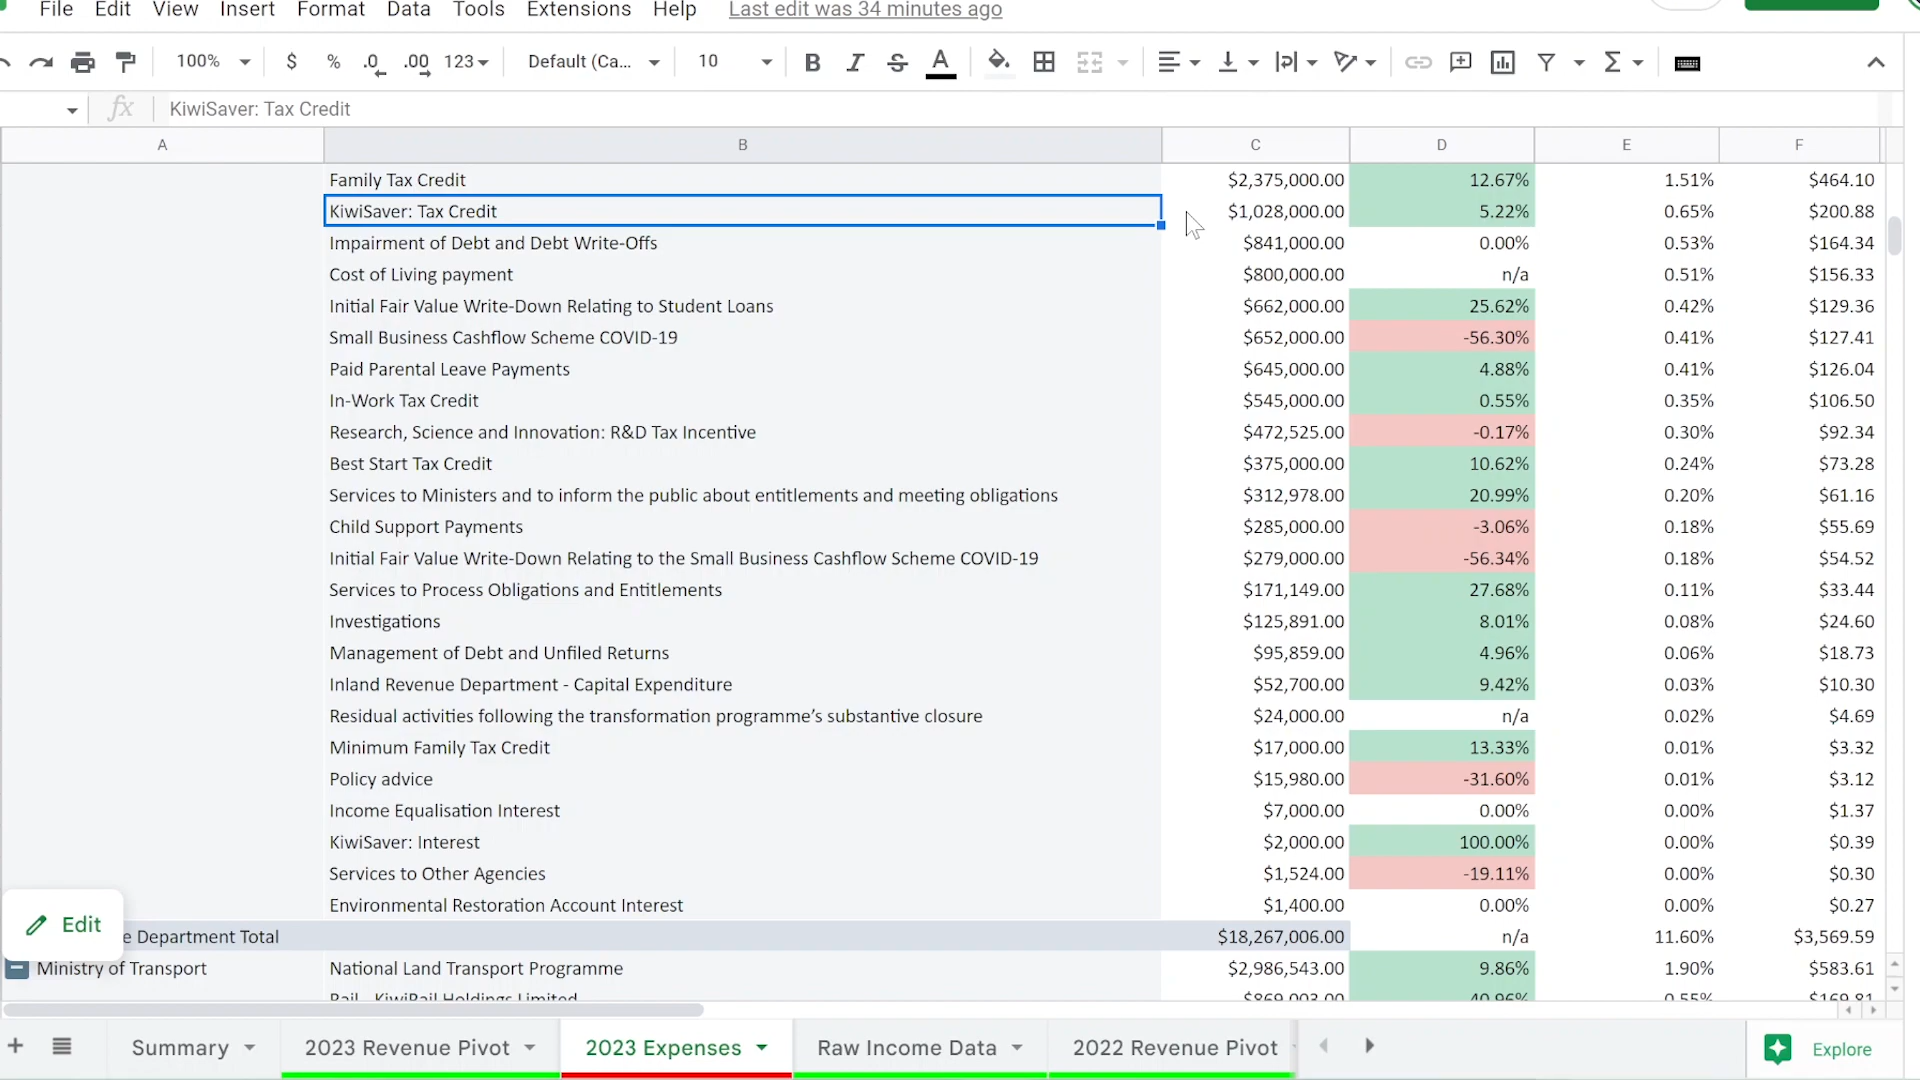 File Edit View Insert Format Data Tools Extensions Help Last edit was 34 minutes ago
100% $ % .0 .00 123 Default (Ca... 10 B I S A
fx KiwiSaver: Tax Credit
A B C D E F
Family Tax Credit $2,375,000.00 12.67% 1.51% $464.10
KiwiSaver: Tax Credit $1,028,000.00 5.22% 0.65% $200.88
Impairment of Debt and Debt Write-Offs $841,000.00 0.00% 0.53% $164.34
Cost of Living payment $800,000.00 n/a 0.51% $156.33
Initial Fair Value Write-Down Relating to Student Loans $662,000.00 25.62% 0.42% $129.36
Small Business Cashflow Scheme COVID-19 $652,000.00 -56.30% 0.41% $127.41
Paid Parental Leave Payments $645,000.00 4.88% 0.41% $126.04
In-Work Tax Credit $545,000.00 0.55% 0.35% $106.50
Research, Science and Innovation: R&D Tax Incentive $472,525.00 -0.17% 0.30% $92.34
Best Start Tax Credit $375,000.00 10.62% 0.24% $73.28
Services to Ministers and to inform the public about entitlements and meeting obligations $312,978.00 20.99% 0.20% $61.16
Child Support Payments $285,000.00 -3.06% 0.18% $55.69
Initial Fair Value Write-Down Relating to the Small Business Cashflow Scheme COVID-19 $279,000.00 -56.34% 0.18% $54.52
Services to Process Obligations and Entitlements $171,149.00 27.68% 0.11% $33.44
Investigations $125,891.00 8.01% 0.08% $24.60
Management of Debt and Unfiled Returns $95,859.00 4.96% 0.06% $18.73
Inland Revenue Department - Capital Expenditure $52,700.00 9.42% 0.03% $10.30
Residual activities following the transformation programme’s substantive closure $24,000.00 n/a 0.02% $4.69
Minimum Family Tax Credit $17,000.00 13.33% 0.01% $3.32
Policy advice $15,980.00 -31.60% 0.01% $3.12
Income Equalisation Interest $7,000.00 0.00% 0.00% $1.37
KiwiSaver: Interest $2,000.00 100.00% 0.00% $0.39
Services to Other Agencies $1,524.00 -19.11% 0.00% $0.30
Environmental Restoration Account Interest $1,400.00 0.00% 0.00% $0.27
Edit
e Department Total $18,267,006.00 n/a 11.60% $3,569.59
Ministry of Transport National Land Transport Programme $2,986,543.00 9.86% 1.90% $583.61
Rail - KiwiRail Holdings Limited $869,003.00 40.96% 0.55% $169.81
Summary 2023 Revenue Pivot 2023 Expenses Raw Income Data 2022 Revenue Pivot Explore